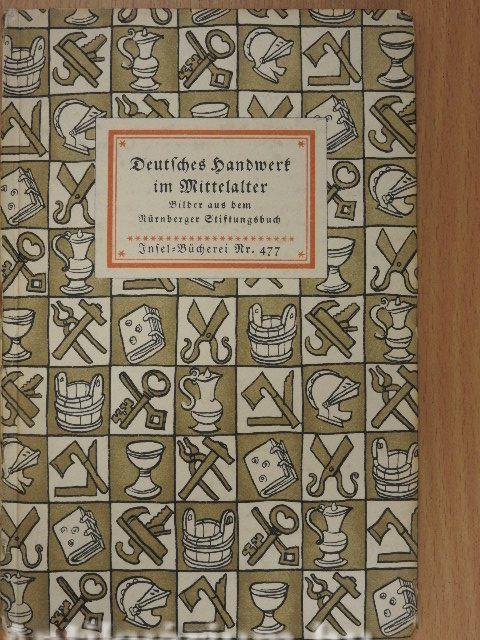 Deutsches Handwerk
im Mittelalter
Bilder aus dem
Nürnberger Stiftungsbuch
Insel-Bücherei Nr. 477